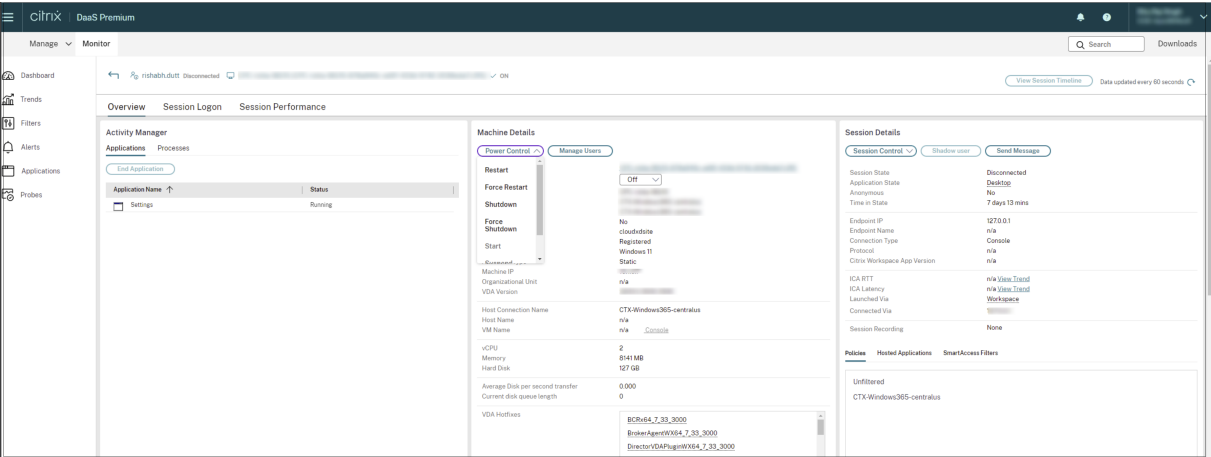 citrix DaaS Premium
Manage Monitor Search Downloads
Dashboard
Trends
Filters
Alerts
Applications
Probes
rishabh.dutt Disconnected ON
View Session Timeline Data updated every 60 seconds
Overview Session Logon Session Performance
Activity Manager
Applications Processes
End Application
Application Name Status
Settings Running
Machine Details
Power Control Manage Users
Restart
Force Restart
Shutdown
Force
Shutdown
Start
Off
No
cloudxdsite
Registered
Windows 11
Static
Machine IP
Organizational Unit n/a
VDA Version
Host Connection Name CTX-Windows365-centralus
Host Name n/a
VM Name n/a Console
vCPU 2
Memory 8141 MB
Hard Disk 127 GB
Average Disk per second transfer 0.000
Current disk queue length 0
VDA Hotfixes
BCRx64_7_33_3000
BrokerAgentWX64_7_33_3000
DirectorVDAPluginWX64_7_33_3000
Session Details
Session Control Shadow user Send Message
Session State Disconnected
Application State Desktop
Anonymous No
Time in State 7 days 13 mins
Endpoint IP 127.0.0.1
Endpoint Name n/a
Connection Type Console
Protocol n/a
Citrix Workspace App Version n/a
ICA RTT n/a View Trend
ICA Latency n/a View Trend
Launched Via Workspace
Connected Via
Session Recording None
Policies Hosted Applications SmartAccess Filters
Unfiltered
CTX-Windows365-centralus